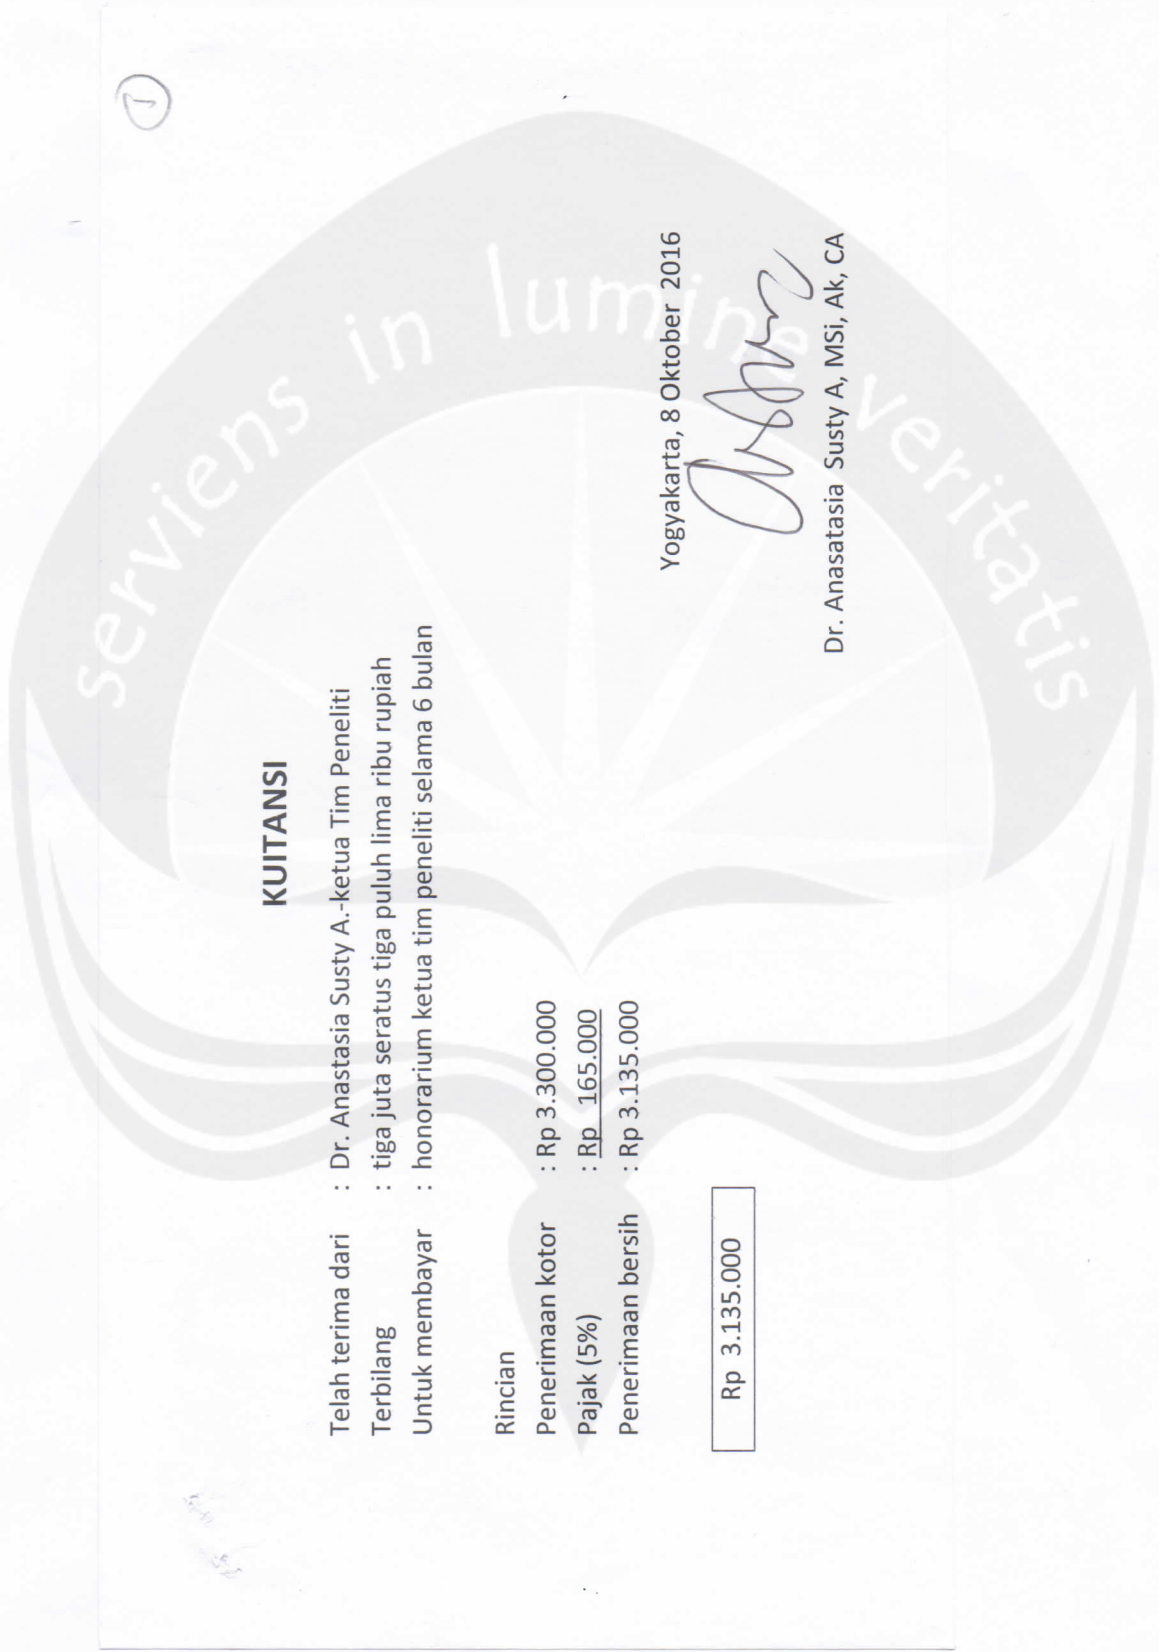 1
KUITANSI
Telah terima dari : Dr. Anastasia Susty A.-ketua Tim Peneliti
Terbilang : tiga juta seratus tiga puluh lima ribu rupiah
Untuk membayar : honorarium ketua tim peneliti selama 6 bulan
Rincian
Penerimaan kotor : Rp 3.300.000
Pajak (5%) : Rp 165.000
Penerimaan bersih : Rp 3.135.000
Yogyakarta, 8 Oktober 2016
Rp 3.135.000
Dr. Anasatasia Susty A, MSi, Ak, CA
serviens in lumine veritatis